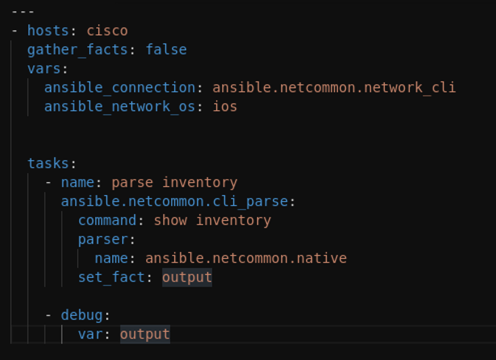 ---
- hosts: cisco
  gather_facts: false
  vars:
    ansible_connection: ansible.netcommon.network_cli
    ansible_network_os: ios
  tasks:
    - name: parse inventory
      ansible.netcommon.cli_parse:
        command: show inventory
        parser:
          name: ansible.netcommon.native
        set_fact: output
    - debug:
        var: output